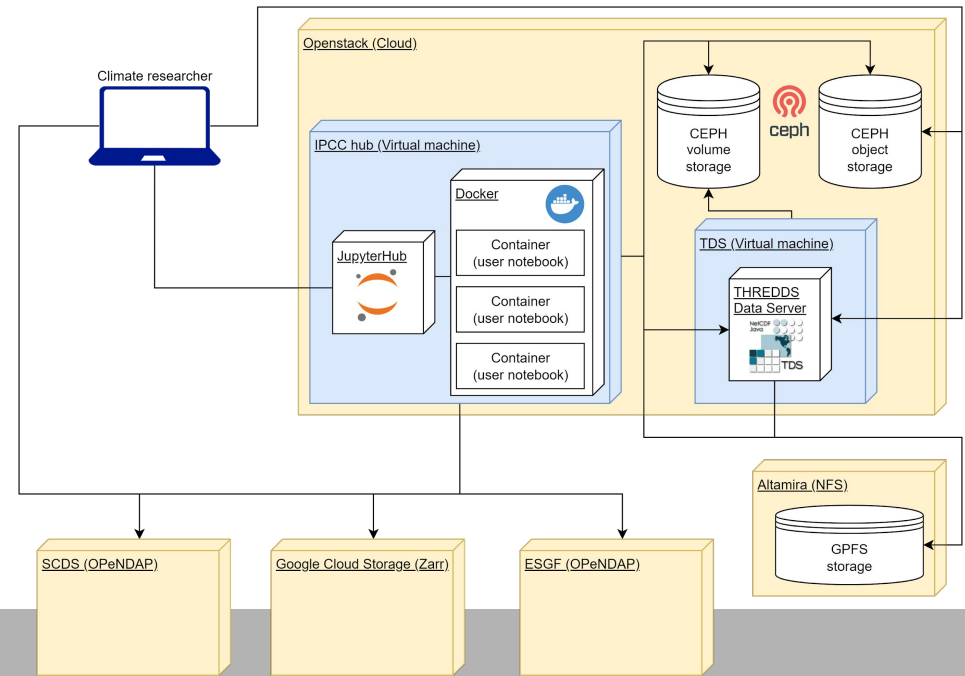 Openstack (Cloud)
Climate researcher
ceph
CEPH
volume
storage
CEPH
object
storage
IPCC hub (Virtual machine)
Docker
Container
(user notebook)
Container
(user notebook)
Container
(user notebook)
JupyterHub
TDS (Virtual machine)
THREDDS
Data Server
NetCDF
Java
TDS
Altamira (NFS)
GPFS
storage
SCDS (OPeNDAP)
Google Cloud Storage (Zarr)
ESGF (OPeNDAP)